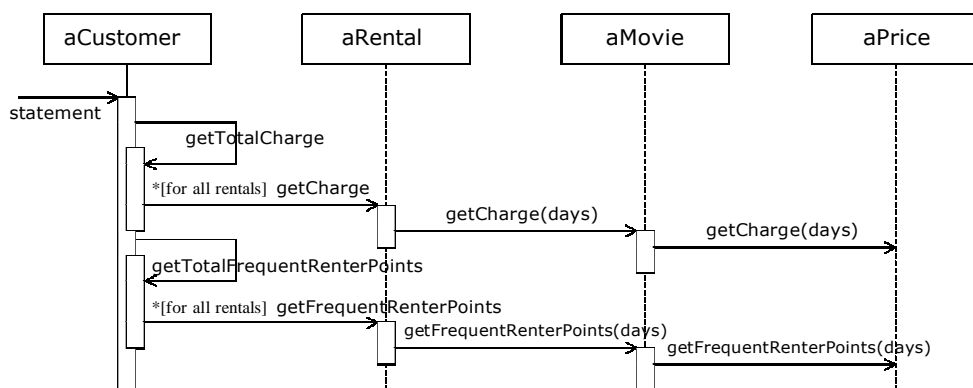 aCustomer
aRental
aMovie
aPrice
statement
getTotalCharge
*[for all rentals] getCharge
getCharge(days)
getCharge(days)
getTotalFrequentRenterPoints
*[for all rentals] getFrequentRenterPoints
getFrequentRenterPoints(days)
getFrequentRenterPoints(days)